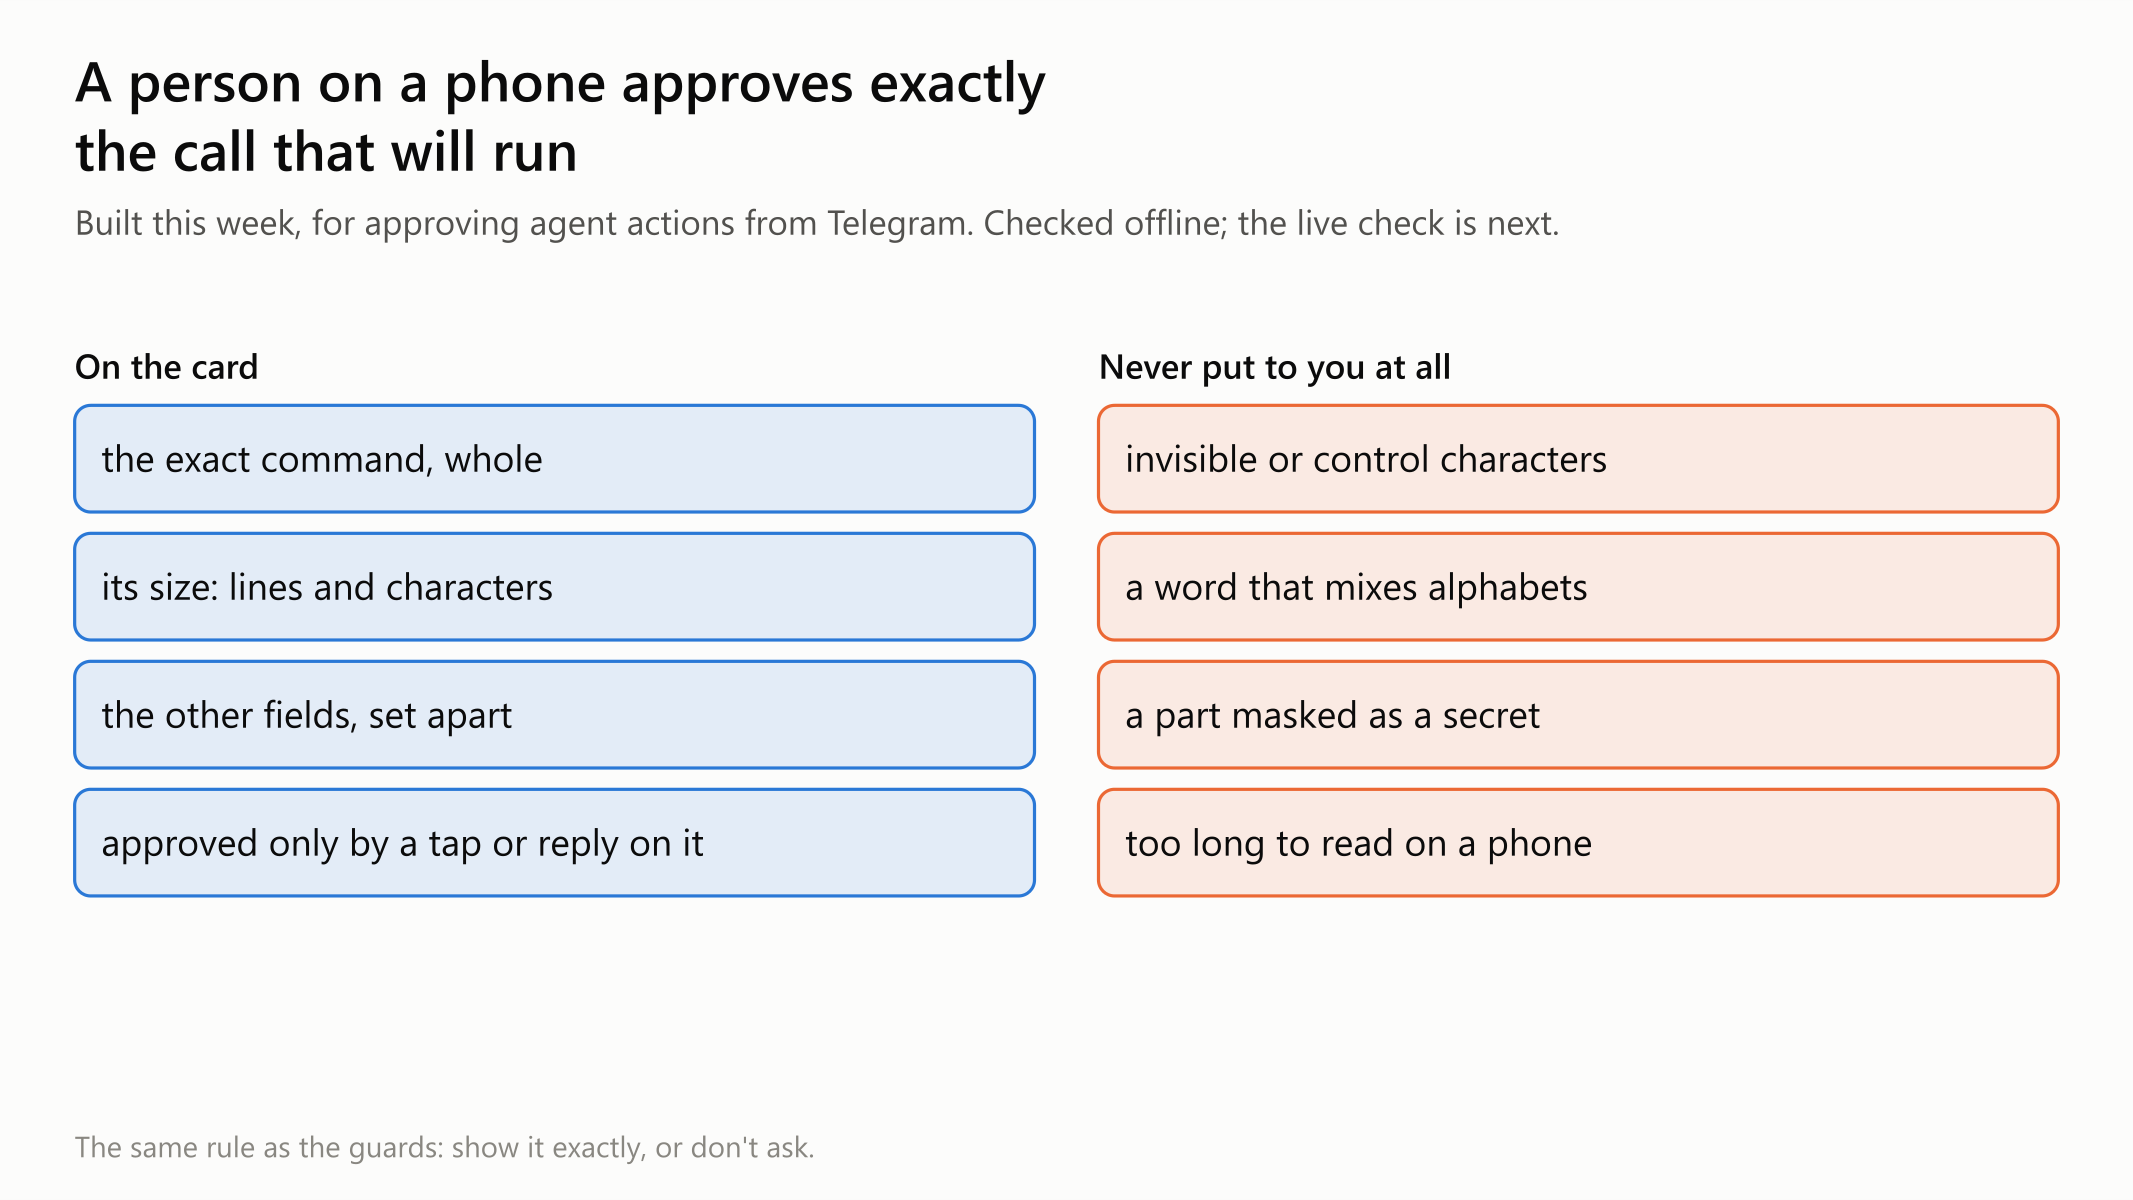 A person on a phone approves exactly
the call that will run
Built this week, for approving agent actions from Telegram. Checked offline; the live check is next.
On the card
the exact command, whole
its size: lines and characters
the other fields, set apart
approved only by a tap or reply on it
Never put to you at all
invisible or control characters
a word that mixes alphabets
a part masked as a secret
too long to read on a phone
The same rule as the guards: show it exactly, or don't ask.